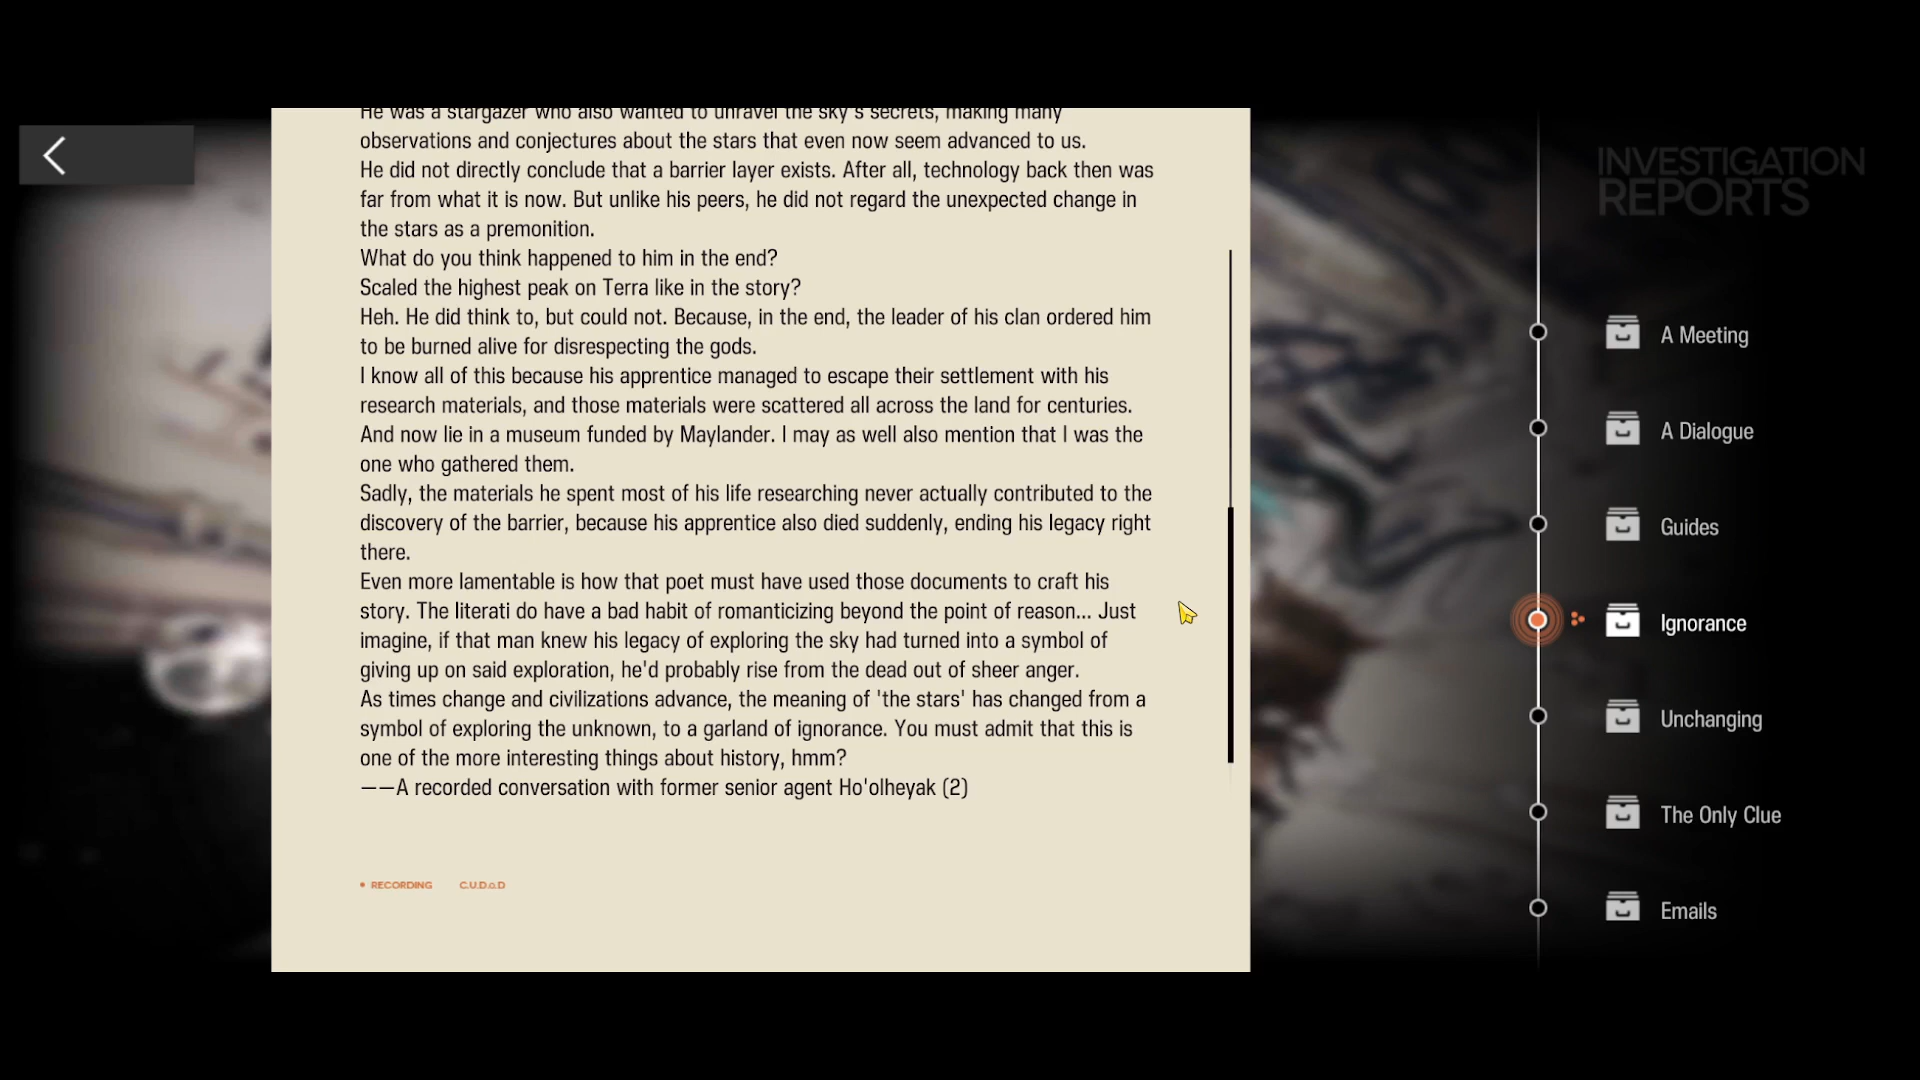 He was a stargazer who also wanted to unravel the sky's secrets, making many
observations and conjectures about the stars that even now seem advanced to us.
He did not directly conclude that a barrier layer exists. After all, technology back then was
far from what it is now. But unlike his peers, he did not regard the unexpected change in
the stars as a premonition.
What do you think happened to him in the end?
Scaled the highest peak on Terra like in the story?
Heh. He did think to, but could not. Because, in the end, the leader of his clan ordered him
to be burned alive for disrespecting the gods.
I know all of this because his apprentice managed to escape their settlement with his
research materials, and those materials were scattered all across the land for centuries.
And now lie in a museum funded by Maylander. I may as well also mention that I was the
one who gathered them.
Sadly, the materials he spent most of his life researching never actually contributed to the
discovery of the barrier, because his apprentice also died suddenly, ending his legacy right
there.
Even more lamentable is how that poet must have used those documents to craft his
story. The literati do have a bad habit of romanticizing beyond the point of reason... Just
imagine, if that man knew his legacy of exploring the sky had turned into a symbol of
giving up on said exploration, he'd probably rise from the dead out of sheer anger.
As times change and civilizations advance, the meaning of 'the stars' has changed from a
symbol of exploring the unknown, to a garland of ignorance. You must admit that this is
one of the more interesting things about history, hmm?
——A recorded conversation with former senior agent Ho'olheyak (2)
• RECORDING C.U.D.o.D
INVESTIGATION
REPORTS
A Meeting
A Dialogue
Guides
Ignorance
Unchanging
The Only Clue
Emails